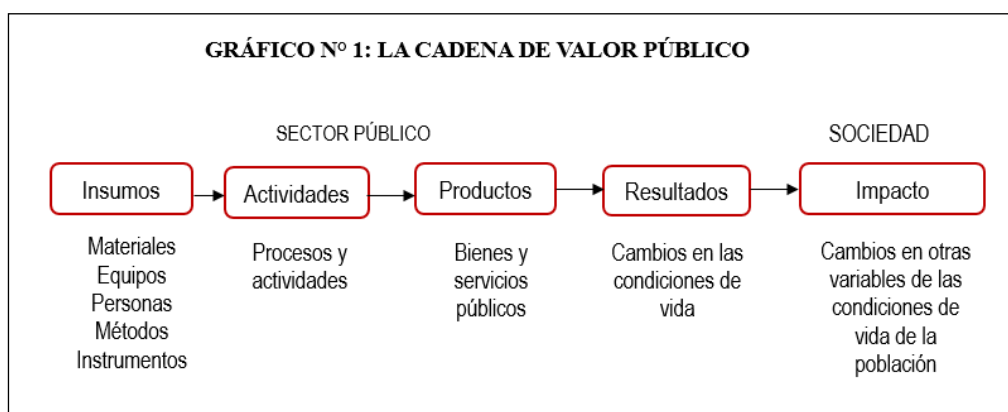 GRÁFICO N° 1: LA CADENA DE VALOR PÚBLICO
SECTOR PÚBLICO
SOCIEDAD
Insumos
Actividades
Productos
Resultados
Impacto
Materiales
Equipos
Personas
Métodos
Instrumentos
Procesos y
actividades
Bienes y
servicios
públicos
Cambios en las
condiciones de
vida
Cambios en otras
variables de las
condiciones de
vida de la
población